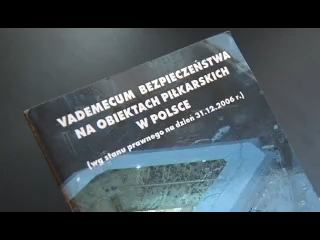 VADEMECUM BEZPIECZEŃSTWA
NA OBIEKTACH PIŁKARSKICH
W POLSCE
(wg stanu prawnego na dzień 31.12.2006 r.)